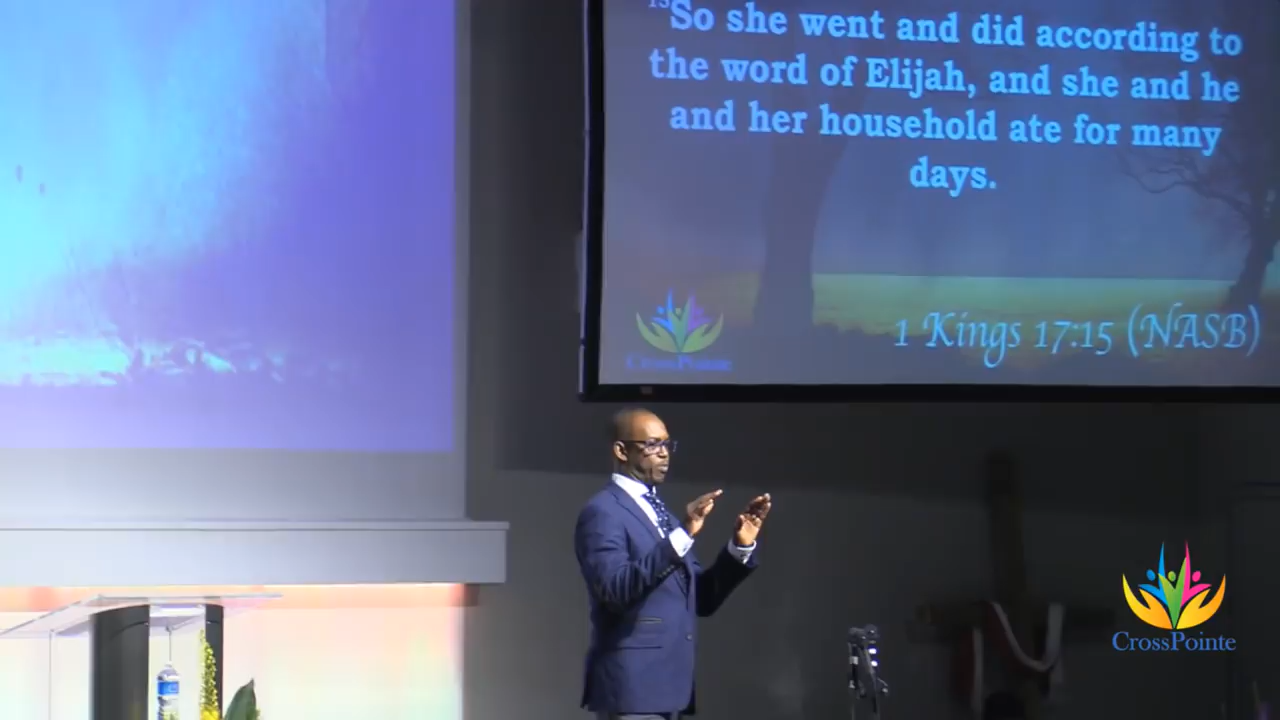 15So she went and did according to
the word of Elijah, and she and he
and her household ate for many
days.
1 Kings 17:15 (NASB)
CrossPointe
CrossPointe